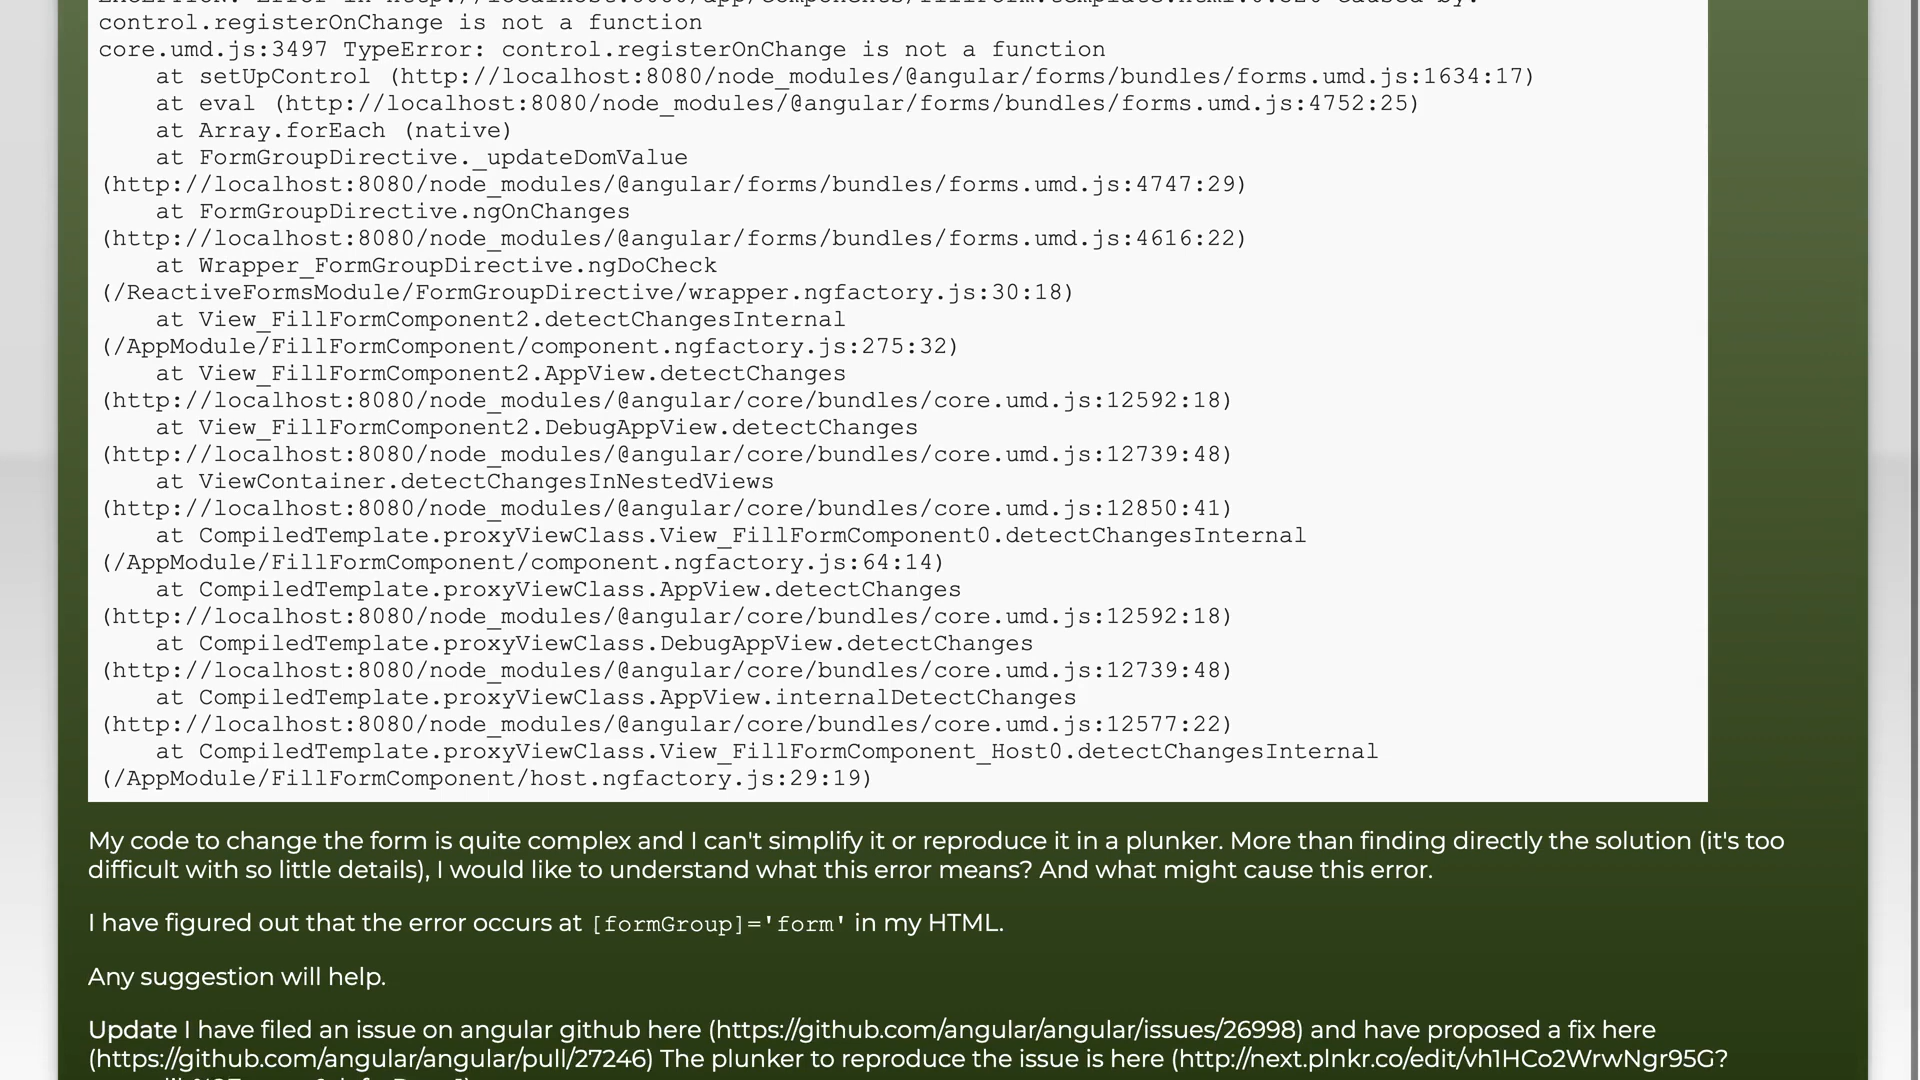 control.registerOnChange is not a function
core.umd.js:3497 TypeError: control.registerOnChange is not a function
at setUpControl (http://localhost:8080/node_modules/@angular/forms/bundles/forms.umd.js:1634:17)
at eval (http://localhost:8080/node_modules/@angular/forms/bundles/forms.umd.js:4752:25)
at Array.forEach (native)
at FormGroupDirective._updateDomValue
(http://localhost:8080/node_modules/@angular/forms/bundles/forms.umd.js:4747:29)
at FormGroupDirective.ngOnChanges
(http://localhost:8080/node_modules/@angular/forms/bundles/forms.umd.js:4616:22)
at Wrapper_FormGroupDirective.ngDoCheck
(/ReactiveFormsModule/FormGroupDirective/wrapper.ngfactory.js:30:18)
at View_FillFormComponent2.detectChangesInternal
(/AppModule/FillFormComponent/component.ngfactory.js:275:32)
at View_FillFormComponent2.AppView.detectChanges
(http://localhost:8080/node_modules/@angular/core/bundles/core.umd.js:12592:18)
at View_FillFormComponent2.DebugAppView.detectChanges
(http://localhost:8080/node_modules/@angular/core/bundles/core.umd.js:12739:48)
at ViewContainer.detectChangesInNestedViews
(http://localhost:8080/node_modules/@angular/core/bundles/core.umd.js:12850:41)
at CompiledTemplate.proxyViewClass.View_FillFormComponent0.detectChangesInternal
(/AppModule/FillFormComponent/component.ngfactory.js:64:14)
at CompiledTemplate.proxyViewClass.AppView.detectChanges
(http://localhost:8080/node_modules/@angular/core/bundles/core.umd.js:12592:18)
at CompiledTemplate.proxyViewClass.DebugAppView.detectChanges
(http://localhost:8080/node_modules/@angular/core/bundles/core.umd.js:12739:48)
at CompiledTemplate.proxyViewClass.AppView.internalDetectChanges
(http://localhost:8080/node_modules/@angular/core/bundles/core.umd.js:12577:22)
at CompiledTemplate.proxyViewClass.View_FillFormComponent_Host0.detectChangesInternal
(/AppModule/FillFormComponent/host.ngfactory.js:29:19)
My code to change the form is quite complex and I can't simplify it or reproduce it in a plunker. More than finding directly the solution (it's too
difficult with so little details), I would like to understand what this error means? And what might cause this error.
I have figured out that the error occurs at [formGroup]='form' in my HTML.
Any suggestion will help.
Update I have filed an issue on angular github here (https://github.com/angular/angular/issues/26998) and have proposed a fix here
(https://github.com/angular/angular/pull/27246) The plunker to reproduce the issue is here (http://next.plnkr.co/edit/vh1HCo2WrwNgr95G?